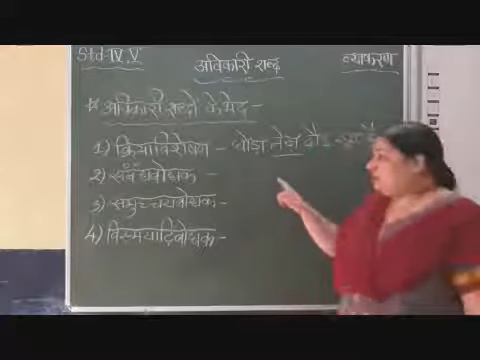 Std IV. V
अविकारी शब्द
व्याकरण
* अविकारी शब्दों के भेद -
1) क्रियाविशेषण - घोड़ा तेज़ दौड़
2) संबंधबोधक -
3) समुच्चयबोधक -
4) विस्मयादिबोधक -